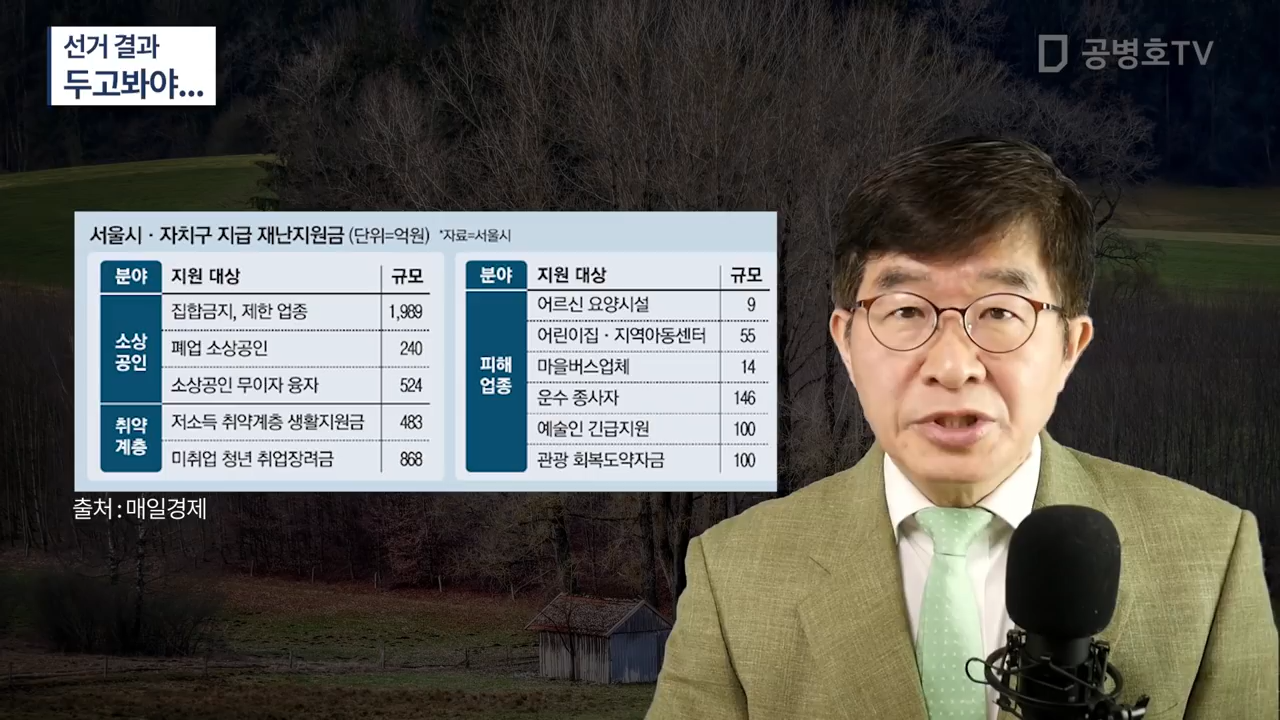 선거 결과
두고봐야...
공병호TV
서울시·자치구 지급 재난지원금 (단위=억원) *자료=서울시
분야 지원 대상 규모
소상공인
집합금지, 제한 업종 1,989
폐업 소상공인 240
소상공인 무이자 융자 524
취약계층
저소득 취약계층 생활지원금 483
미취업 청년 취업장려금 868
분야 지원 대상 규모
피해업종
어르신 요양시설 9
어린이집·지역아동센터 55
마을버스업체 14
운수 종사자 146
예술인 긴급지원 100
관광 회복도약자금 100
출처 : 매일경제